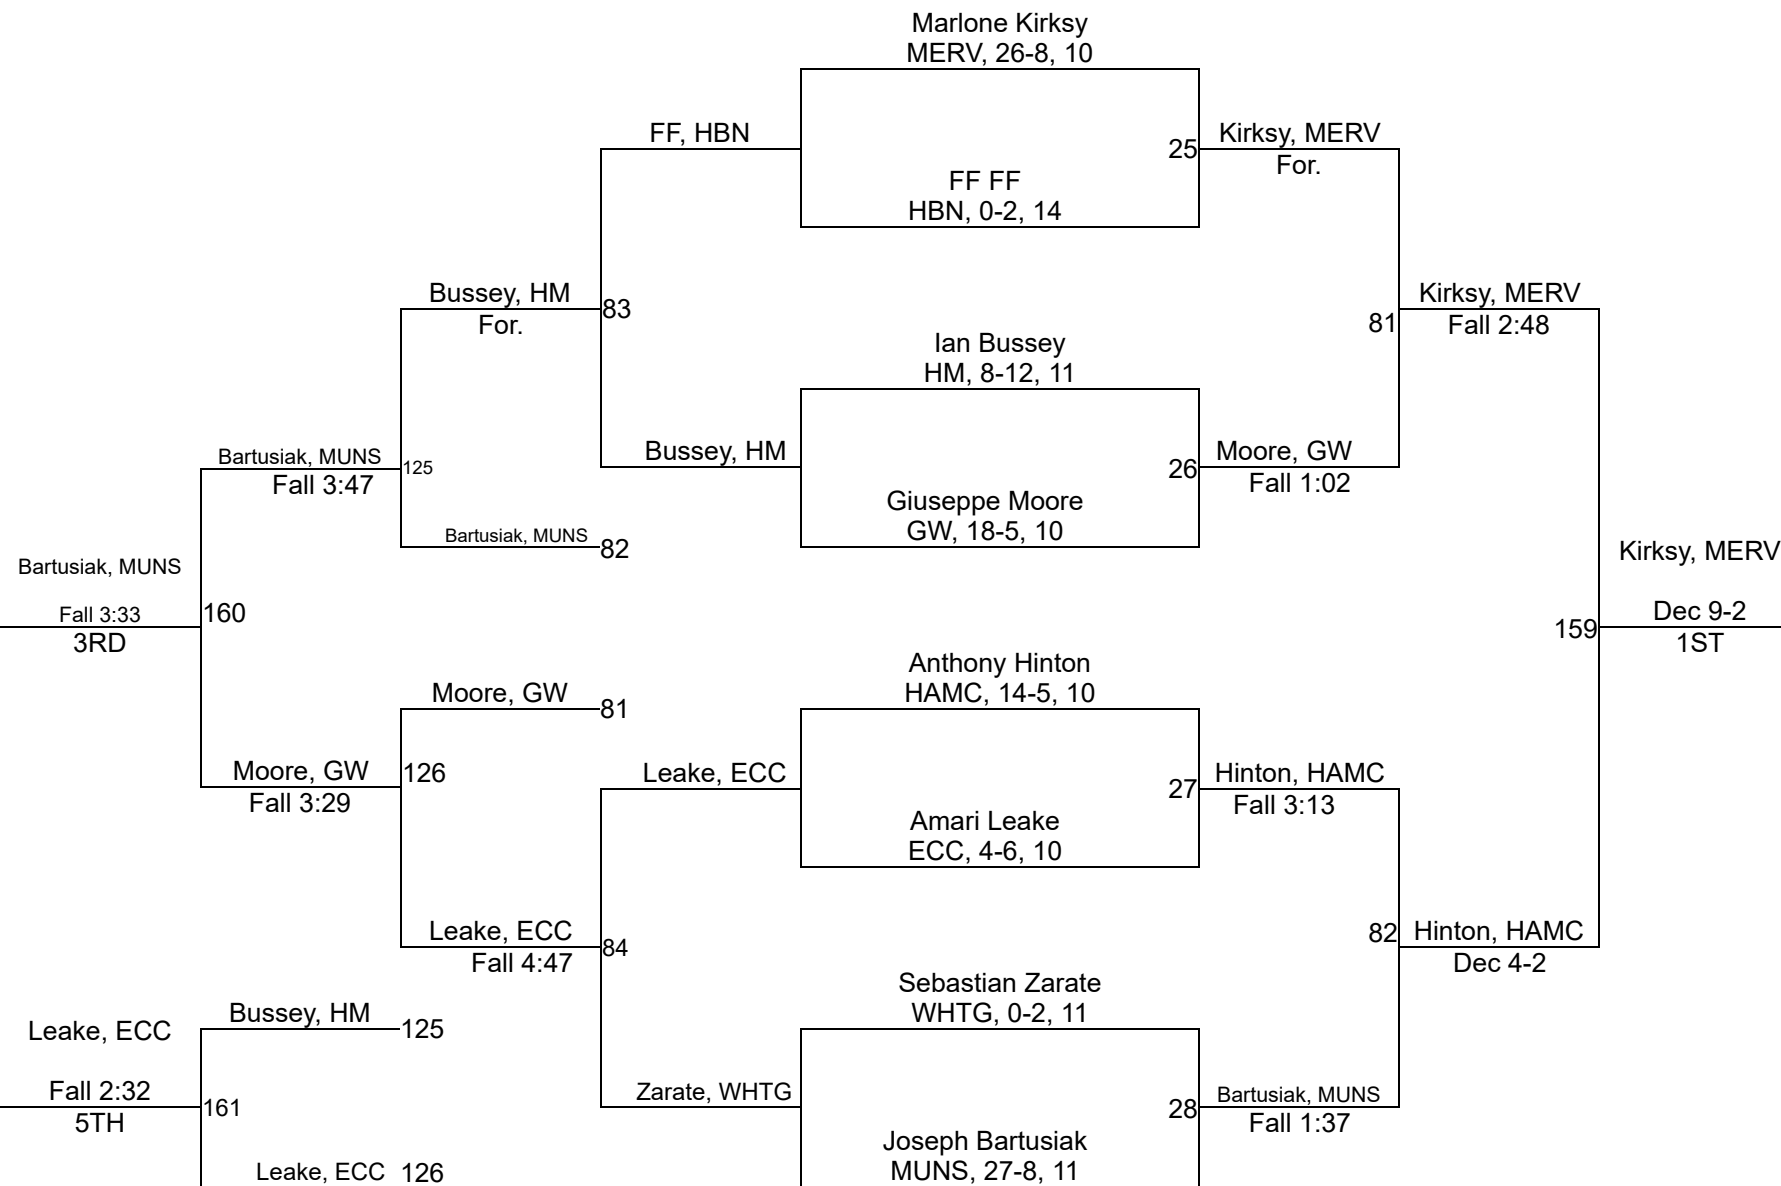 Marlone Kirksy
MERV, 26-8, 10
FF, HBN
25
Kirksy, MERV
For.
FF FF
HBN, 0-2, 14
Bussey, HM
For.
83
Kirksy, MERV
Fall 2:48
81
Ian Bussey
HM, 8-12, 11
Bussey, HM
26
Moore, GW
Fall 1:02
Bartusiak, MUNS
Fall 3:47
125
Giuseppe Moore
GW, 18-5, 10
Bartusiak, MUNS
82
Bartusiak, MUNS
Fall 3:33
3RD
160
Kirksy, MERV
Dec 9-2
1ST
159
Anthony Hinton
HAMC, 14-5, 10
Moore, GW
81
Moore, GW
Fall 3:29
126
Leake, ECC
27
Hinton, HAMC
Fall 3:13
Amari Leake
ECC, 4-6, 10
Leake, ECC
Fall 4:47
84
82
Hinton, HAMC
Dec 4-2
Sebastian Zarate
WHTG, 0-2, 11
Bussey, HM
125
Leake, ECC
Fall 2:32
5TH
161
Zarate, WHTG
28
Bartusiak, MUNS
Fall 1:37
Joseph Bartusiak
MUNS, 27-8, 11
Leake, ECC
126